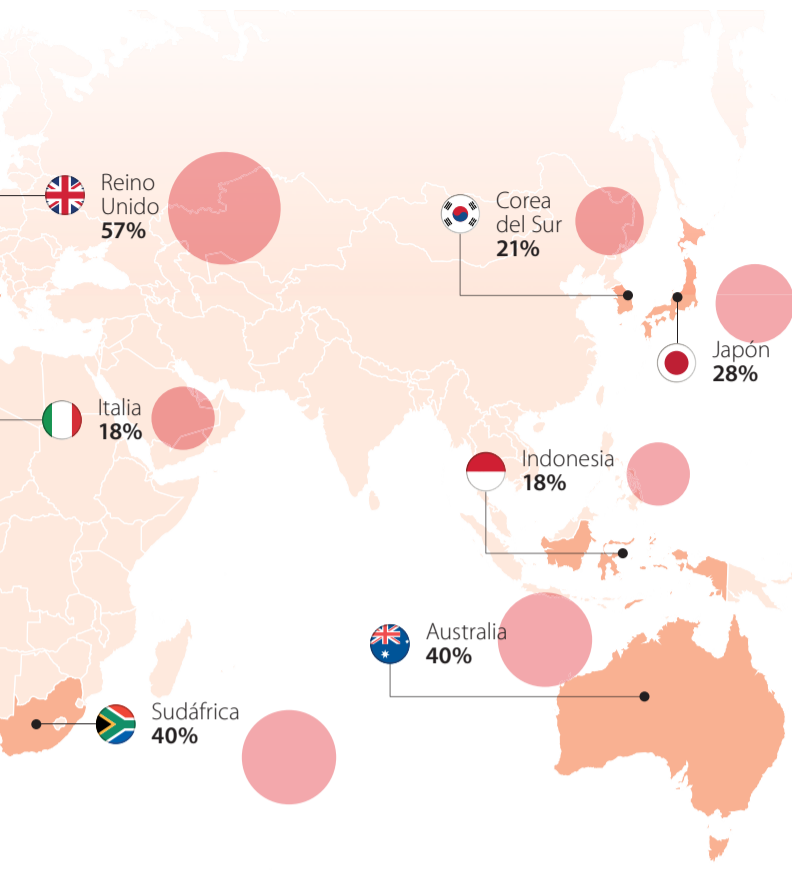 Reino
Unido
57%
Corea
del Sur
21%
Japón
28%
Italia
18%
Indonesia
18%
Australia
40%
Sudáfrica
40%